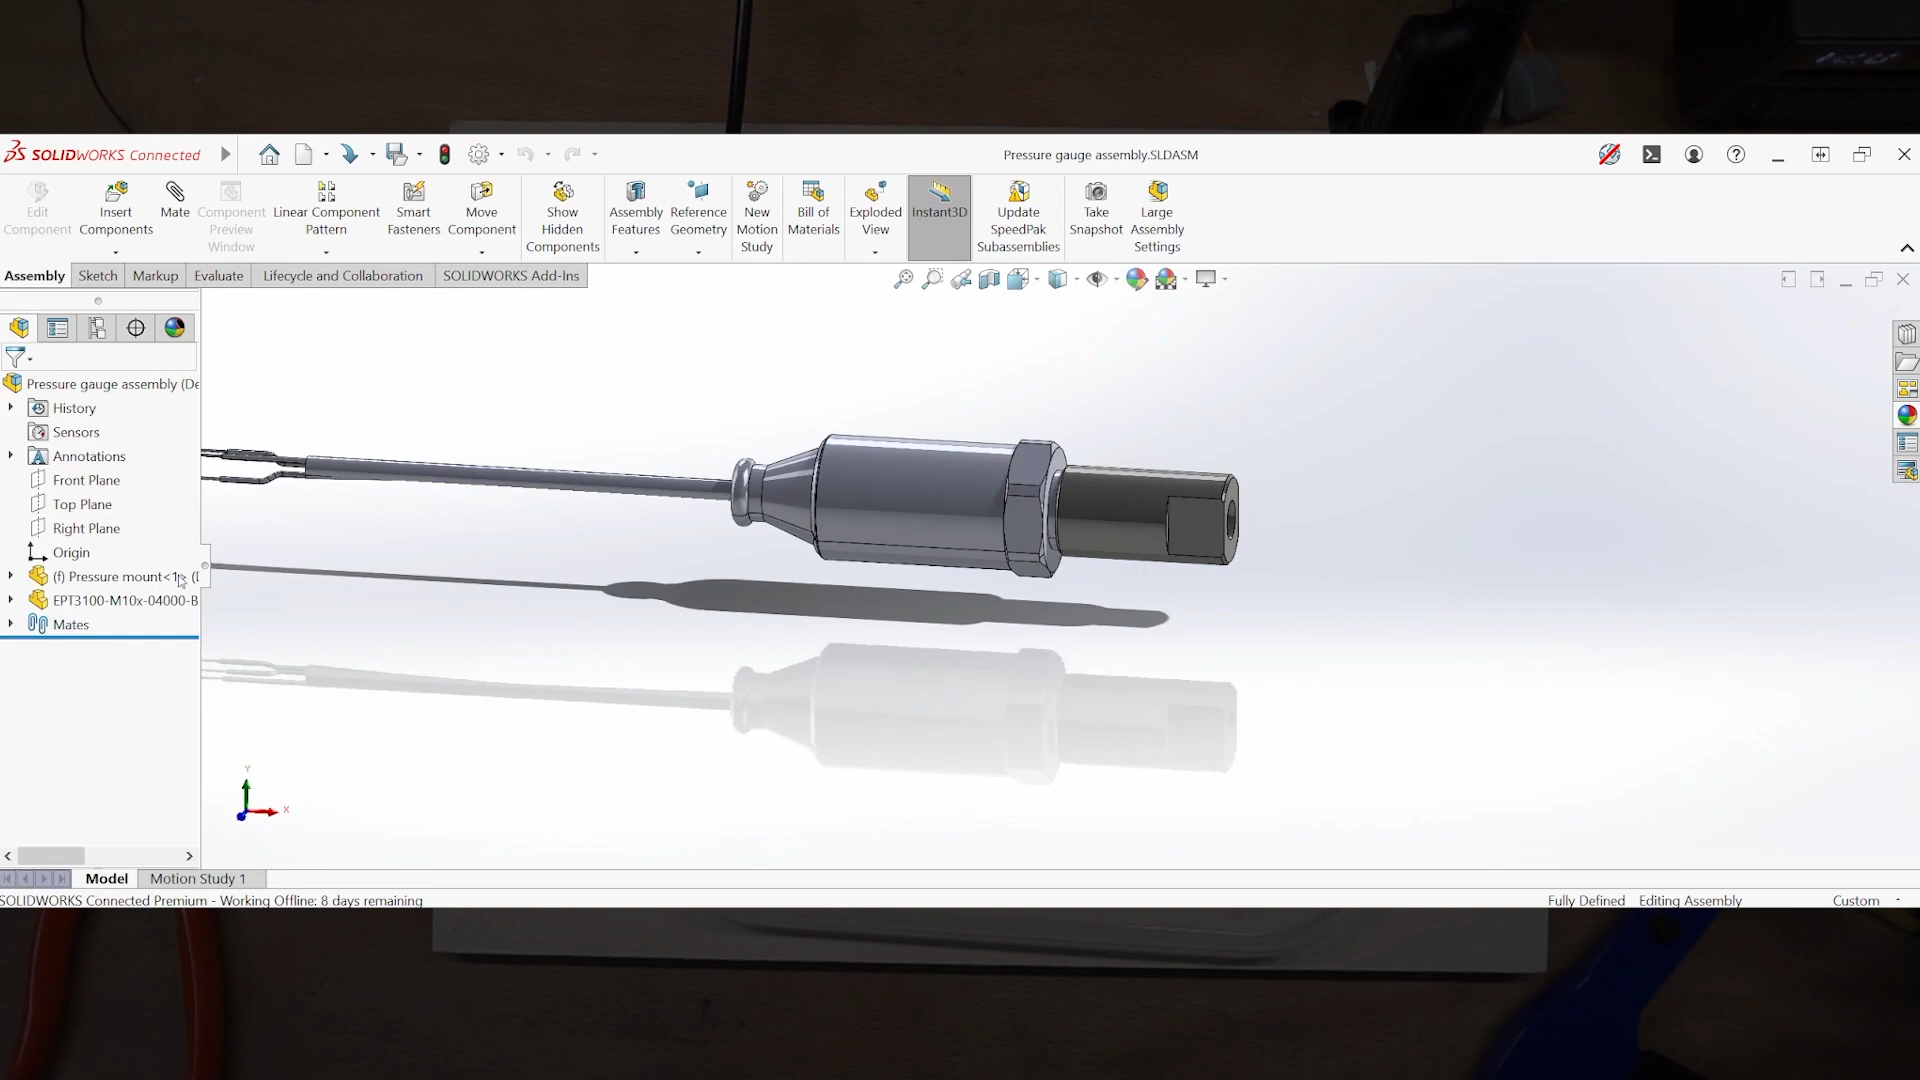 SOLIDWORKS Connected
Pressure gauge assembly.SLDASM
Edit Component
Insert Components
Mate
Component Preview Window
Linear Component Pattern
Smart Fasteners
Move Component
Show Hidden Components
Assembly Features
Reference Geometry
New Motion Study
Bill of Materials
Exploded View
Instant3D
Update SpeedPak Subassemblies
Take Snapshot
Large Assembly Settings
Assembly
Sketch
Markup
Evaluate
Lifecycle and Collaboration
SOLIDWORKS Add-Ins
Pressure gauge assembly (De
History
Sensors
Annotations
Front Plane
Top Plane
Right Plane
Origin
(f) Pressure mount<1> (
EPT3100-M10x-04000-B
Mates
Y
X
Model
Motion Study 1
SOLIDWORKS Connected Premium - Working Offline: 8 days remaining
Fully Defined
Editing Assembly
Custom